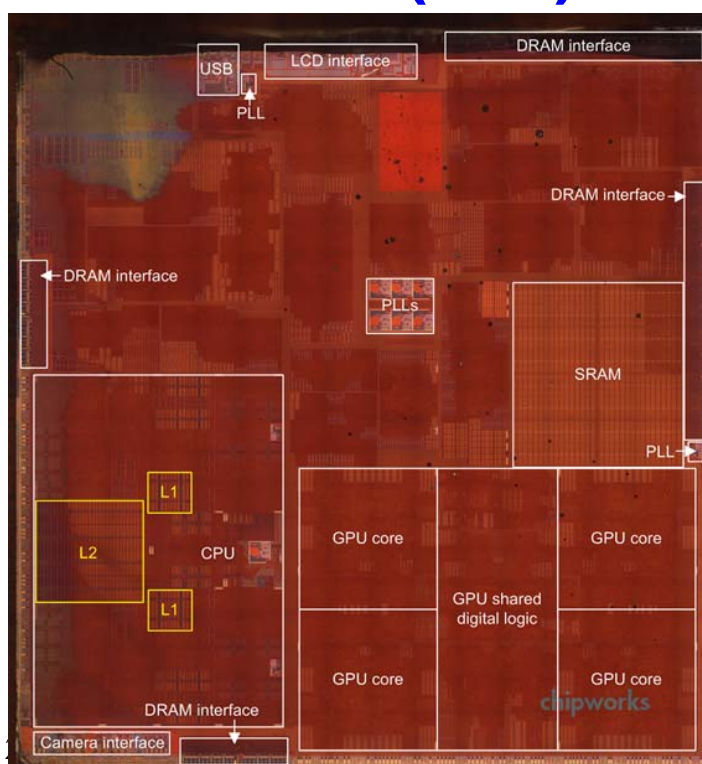 DRAM interface
LCD interface
USB
PLL
DRAM interface
DRAM interface
PLLs
SRAM
PLL
L1
GPU core
GPU core
L2
CPU
GPU shared
digital logic
L1
GPU core
GPU core
chipworks
DRAM interface
Camera interface